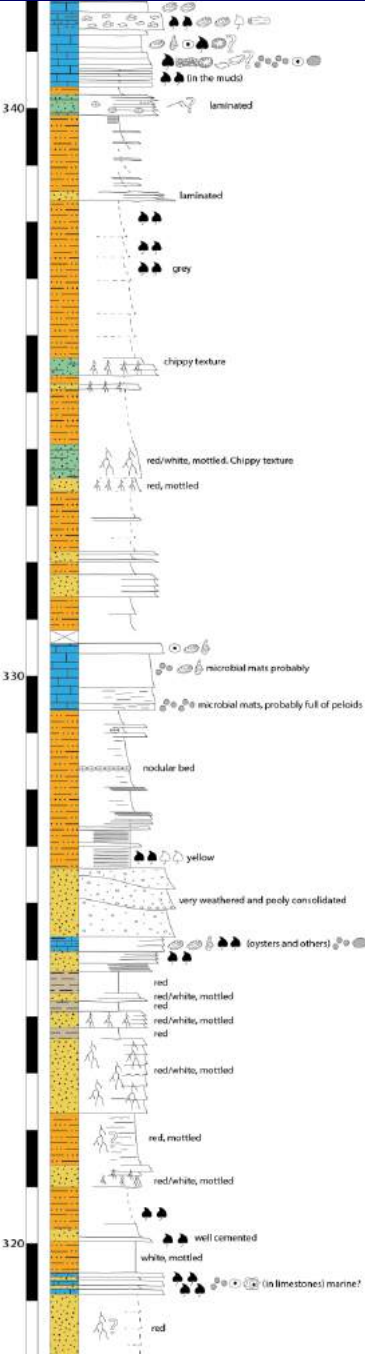 (in the muds)
340
laminated
laminated
grey
chippy texture
red/white, mottled. Chippy texture
red, mottled
330
microbial mats probably
microbial mats, probably full of peloids
nodular bed
yellow
very weathered and pooly consolidated
(oysters and others)
red
red/white, mottled
red
red/white, mottled
red
red/white, mottled
red, mottled
red/white, mottled
well cemented
320
white, mottled
(in limestones) marine?
red